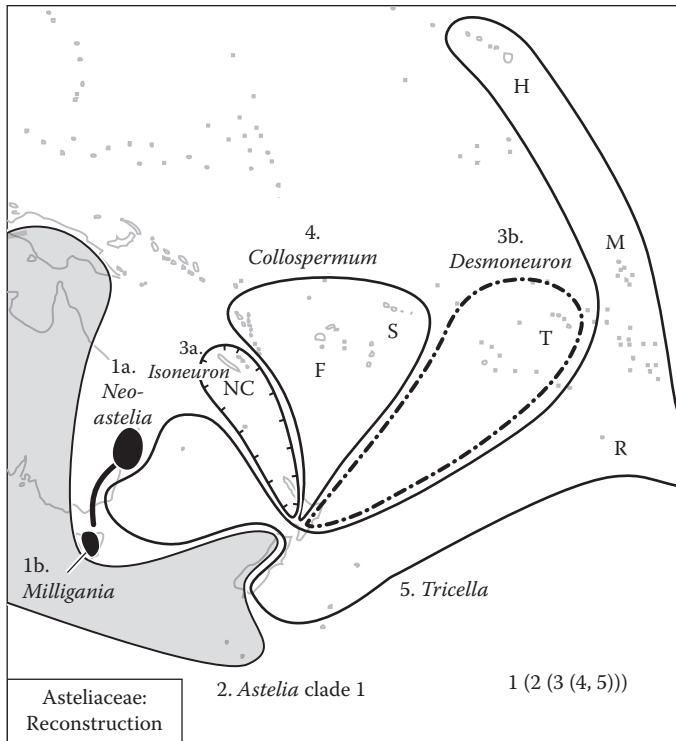 H
4.
Collospermum
3b.
Desmoneuron
M
S
T
3a.
Isoneuron
F
NC
1a.
Neo-
astelia
R
1b.
Milligania
5. Tricella
2. Astelia clade 1
1 (2 (3 (4, 5)))
Asteliaceae:
Reconstruction